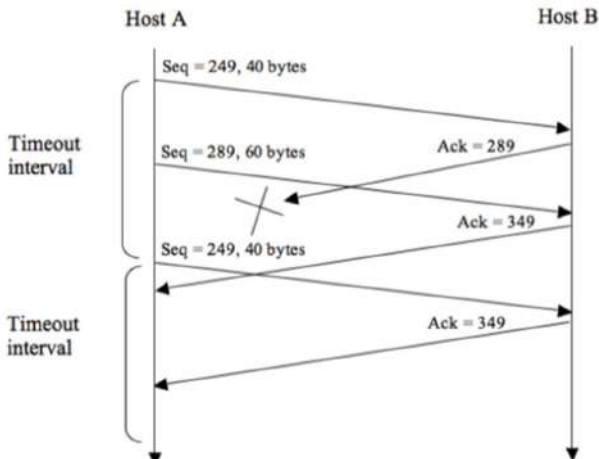 Host A
Host B
Seq = 249, 40 bytes
Timeout
interval
Ack = 289
Seq = 289, 60 bytes
Ack = 349
Seq = 249, 40 bytes
Timeout
interval
Ack = 349